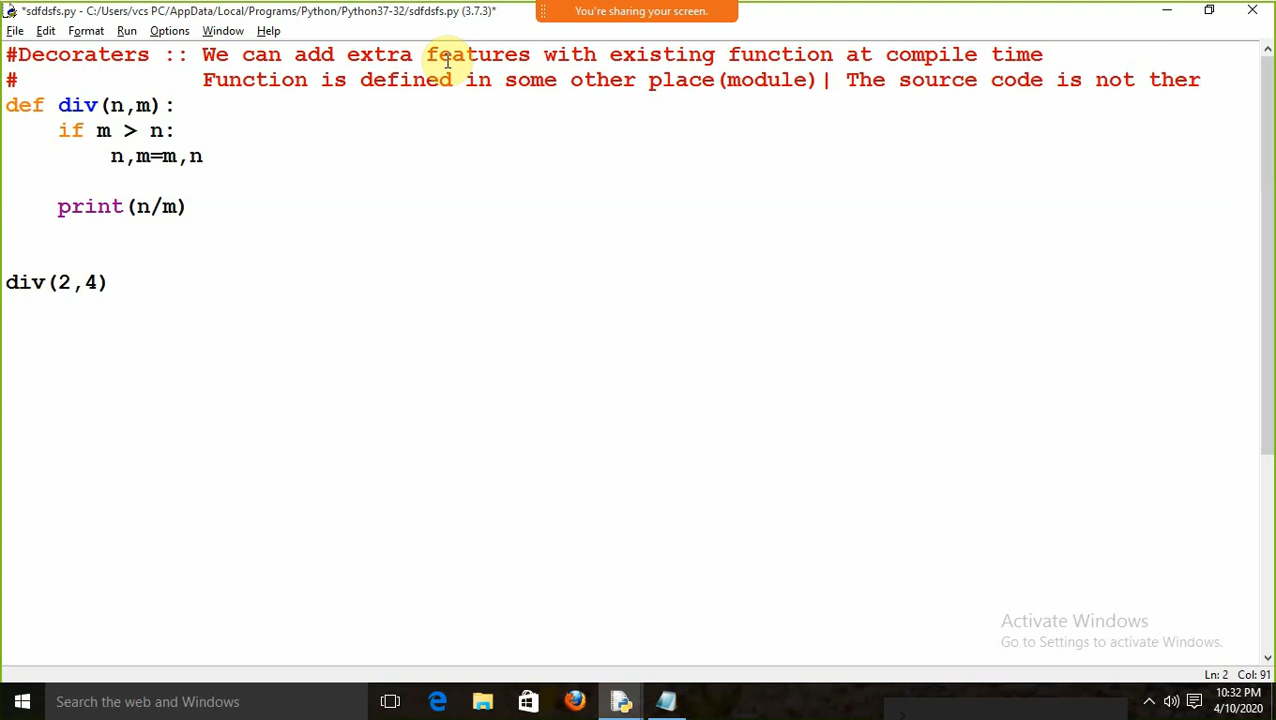 *sdfdsfs.py - C:/Users/vcs PC/AppData/Local/Programs/Python/Python37-32/sdfdsfs.py (3.7.3)*
You're sharing your screen.
File Edit Format Run Options Window Help
#Decoraters :: We can add extra features with existing function at compile time
#              Function is defined in some other place(module)| The source code is not ther
def div(n,m):
    if m > n:
        n,m=m,n
    print(n/m)
div(2,4)
Activate Windows
Go to Settings to activate Windows.
Ln: 2 Col: 91
Search the web and Windows
10:32 PM
4/10/2020